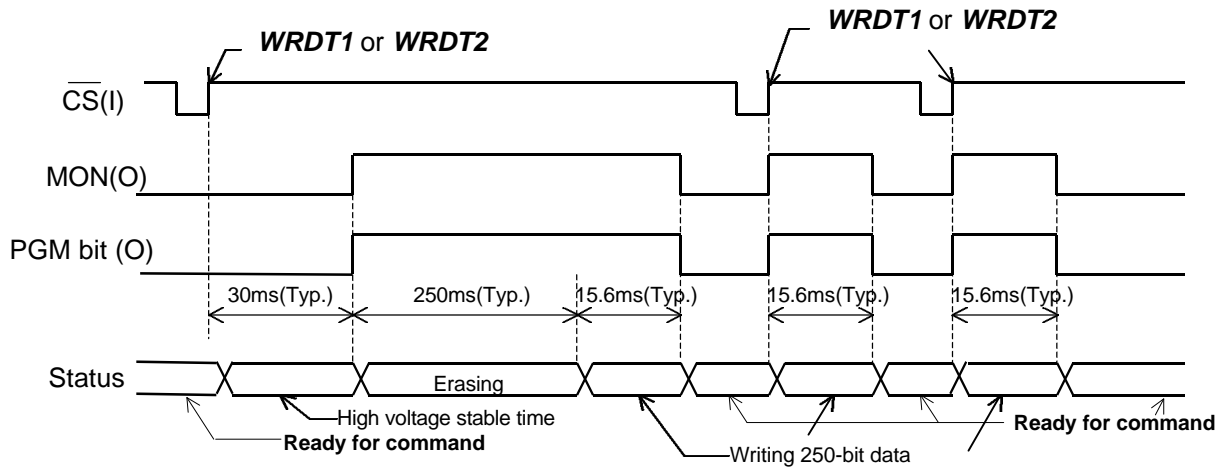 WRDT1 or WRDT2
WRDT1 or WRDT2
CS(I)
MON(O)
PGM bit (O)
30ms(Typ.)
250ms(Typ.)
15.6ms(Typ.)
15.6ms(Typ.)
15.6ms(Typ.)
Status
Erasing
High voltage stable time
Ready for command
Ready for command
Writing 250-bit data